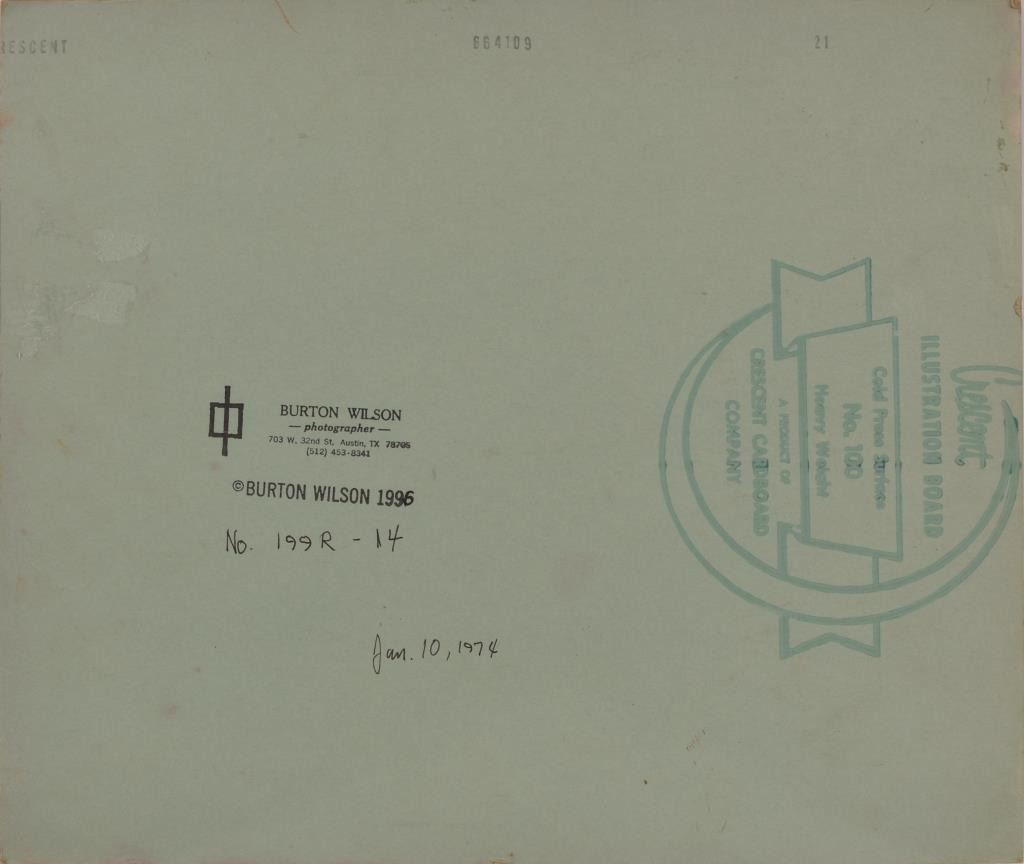 RESCENT 664109 21
BURTON WILSON
— photographer —
703 W. 32nd St. Austin, TX 78705
(512) 453-8341
©BURTON WILSON 1996
No. 199R - 14
Jan. 10, 1974
Crescent
ILLUSTRATION BOARD
Cold Press Surface
No. 100
Heavy Weight
A PRODUCT OF
CRESCENT CARDBOARD
COMPANY